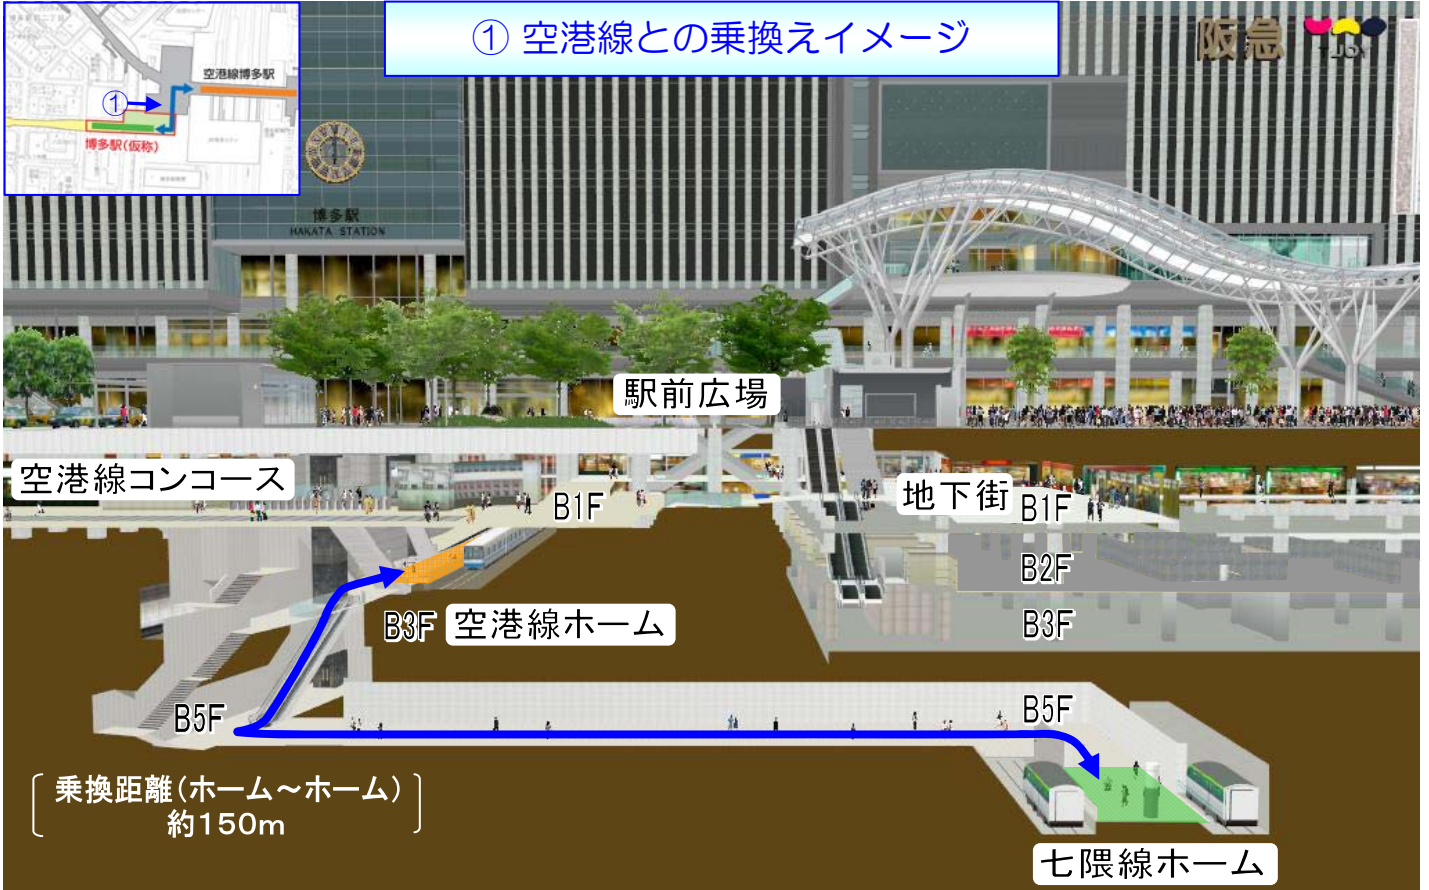 ① 空港線との乗換えイメージ
空港線博多駅
①
博多駅(仮称)
阪急
博多駅
HAKATA STATION
駅前広場
空港線コンコース
B1F
地下街
B1F
B2F
B3F
空港線ホーム
B3F
B5F
B5F
乗換距離(ホーム～ホーム)
約150m
七隈線ホーム